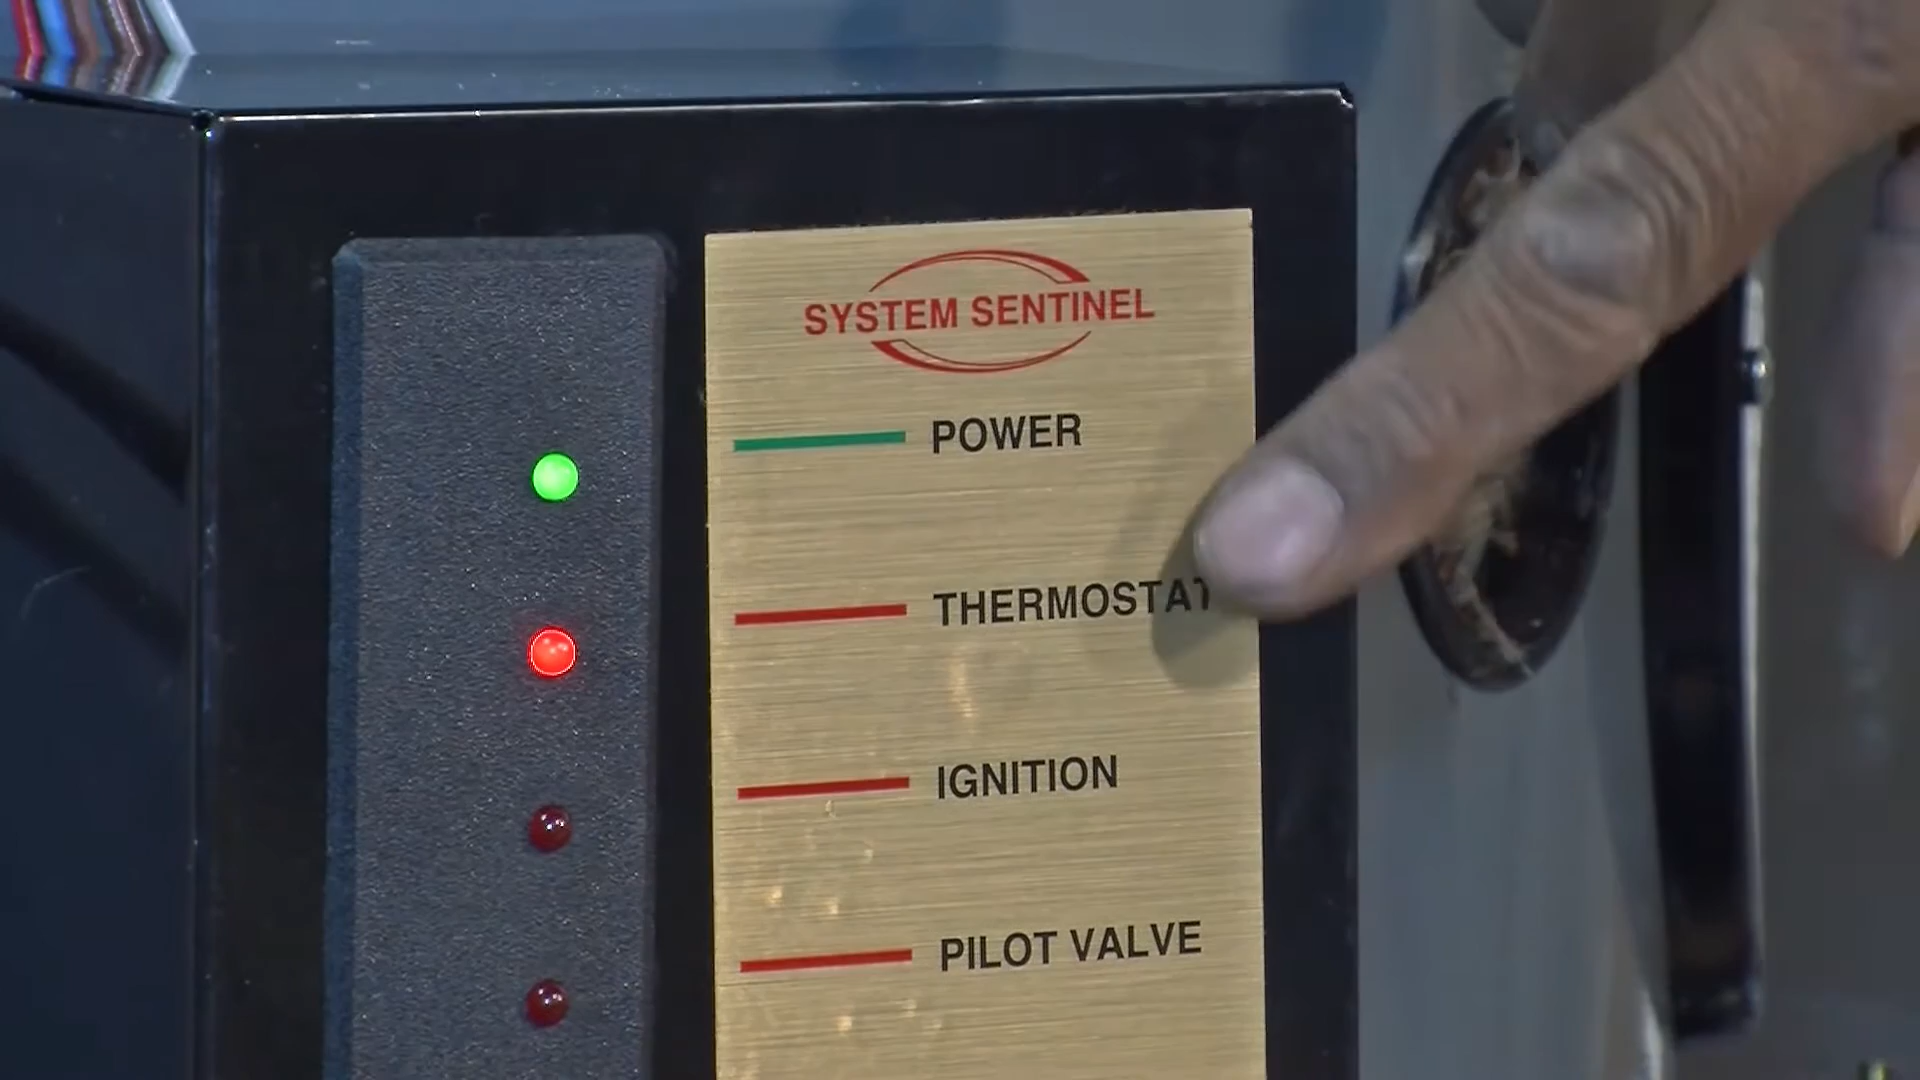 SYSTEM SENTINEL
POWER
THERMOSTAT
IGNITION
PILOT VALVE